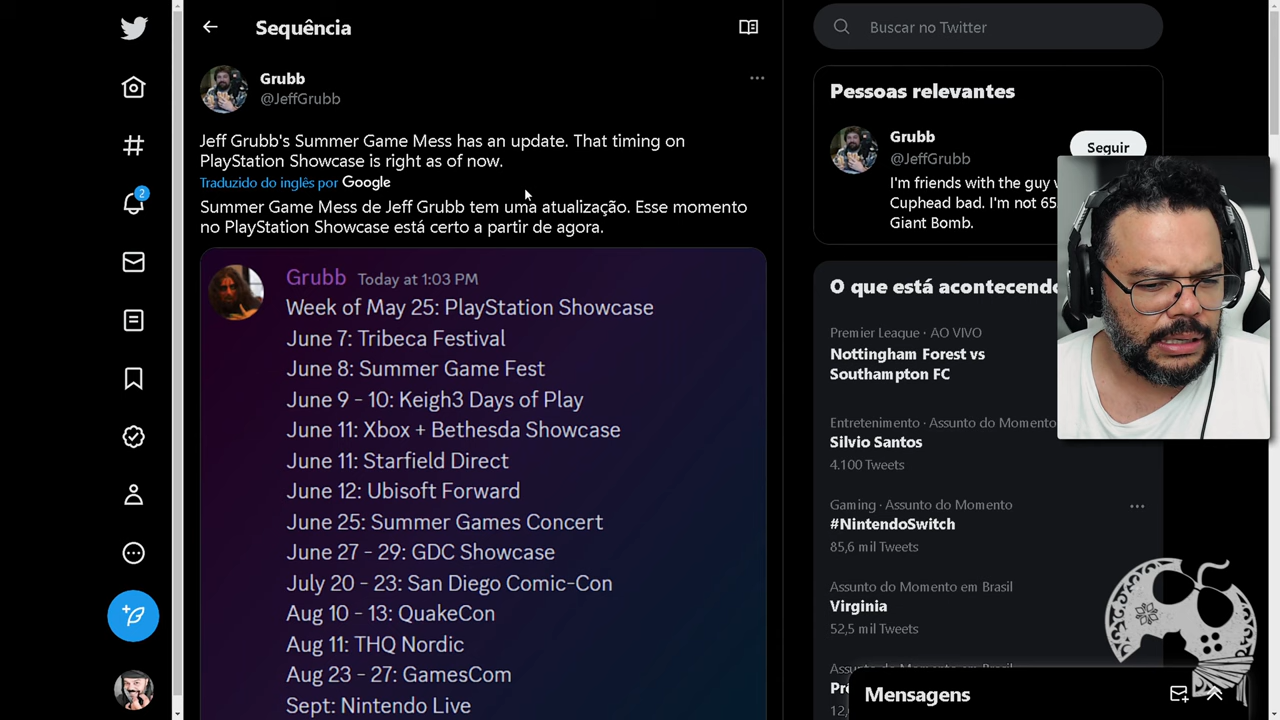 Sequência
Grubb
@JeffGrubb
Jeff Grubb's Summer Game Mess has an update. That timing on
PlayStation Showcase is right as of now.
Traduzido do inglês por Google
Summer Game Mess de Jeff Grubb tem uma atualização. Esse momento
no PlayStation Showcase está certo a partir de agora.
Grubb Today at 1:03 PM
Week of May 25: PlayStation Showcase
June 7: Tribeca Festival
June 8: Summer Game Fest
June 9 - 10: Keigh3 Days of Play
June 11: Xbox + Bethesda Showcase
June 11: Starfield Direct
June 12: Ubisoft Forward
June 25: Summer Games Concert
June 27 - 29: GDC Showcase
July 20 - 23: San Diego Comic-Con
Aug 10 - 13: QuakeCon
Aug 11: THQ Nordic
Aug 23 - 27: GamesCom
Sept: Nintendo Live
2
Buscar no Twitter
Pessoas relevantes
Grubb
@JeffGrubb
Seguir
I'm friends with the guy
Cuphead bad. I'm not 65
Giant Bomb.
O que está acontecendo
Premier League · AO VIVO
Nottingham Forest vs
Southampton FC
Entretenimento · Assunto do Momento
Silvio Santos
4.100 Tweets
Gaming · Assunto do Momento
#NintendoSwitch
85,6 mil Tweets
Assunto do Momento em Brasil
Virginia
52,5 mil Tweets
Mensagens